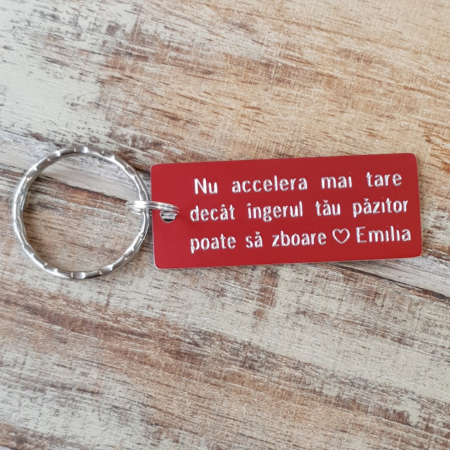 Nu accelera mai tare
decât îngerul tău păzitor
poate să zboare ♡ Emilia